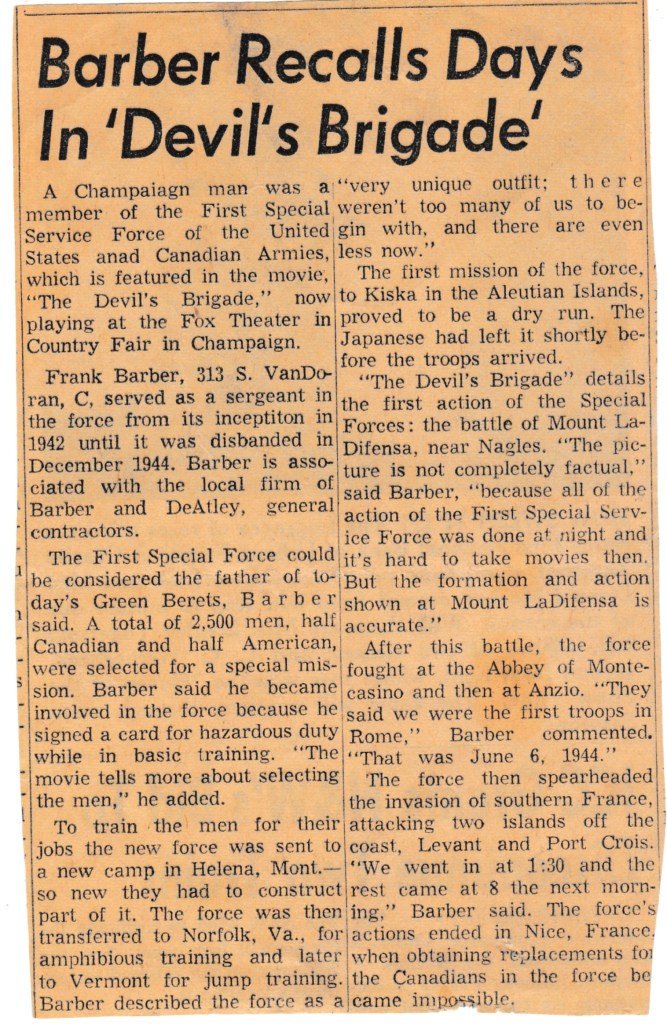 Barber Recalls Days
In 'Devil's Brigade'
A Champaiagn man was a
member of the First Special
Service Force of the United
States anad Canadian Armies,
which is featured in the movie,
"The Devil's Brigade," now
playing at the Fox Theater in
Country Fair in Champaign.
Frank Barber, 313 S. VanDo-
ran, C, served as a sergeant in
the force from its inceptiton in
1942 until it was disbanded in
December 1944. Barber is asso-
ciated with the local firm of
Barber and DeAtley, general
contractors.
The First Special Force could
be considered the father of to-
day's Green Berets, Barber
said. A total of 2,500 men, half
Canadian and half American,
were selected for a special mis-
sion. Barber said he became
involved in the force because he
signed a card for hazardous duty
while in basic training. "The
movie tells more about selecting
the men," he added.
To train the men for their
jobs the new force was sent to
a new camp in Helena, Mont.—
so new they had to construct
part of it. The force was then
transferred to Norfolk, Va., for
amphibious training and later
to Vermont for jump training.
Barber described the force as a
"very unique outfit; there
weren't too many of us to be-
gin with, and there are even
less now."
The first mission of the force,
to Kiska in the Aleutian Islands,
proved to be a dry run. The
Japanese had left it shortly be-
fore the troops arrived.
"The Devil's Brigade" details
the first action of the Special
Forces: the battle of Mount La-
Difensa, near Nagles. "The pic-
ture is not completely factual,"
said Barber, "because all of the
action of the First Special Serv-
ice Force was done at night and
it's hard to take movies then.
But the formation and action
shown at Mount LaDifensa is
accurate."
After this battle, the force
fought at the Abbey of Monte-
casino and then at Anzio. "They
said we were the first troops in
Rome," Barber commented.
"That was June 6, 1944."
The force then spearheaded
the invasion of southern France,
attacking two islands off the
coast, Levant and Port Crois.
"We went in at 1:30 and the
rest came at 8 the next morn-
ing," Barber said. The force's
actions ended in Nice, France,
when obtaining replacements for
the Canadians in the force be
came impossible.